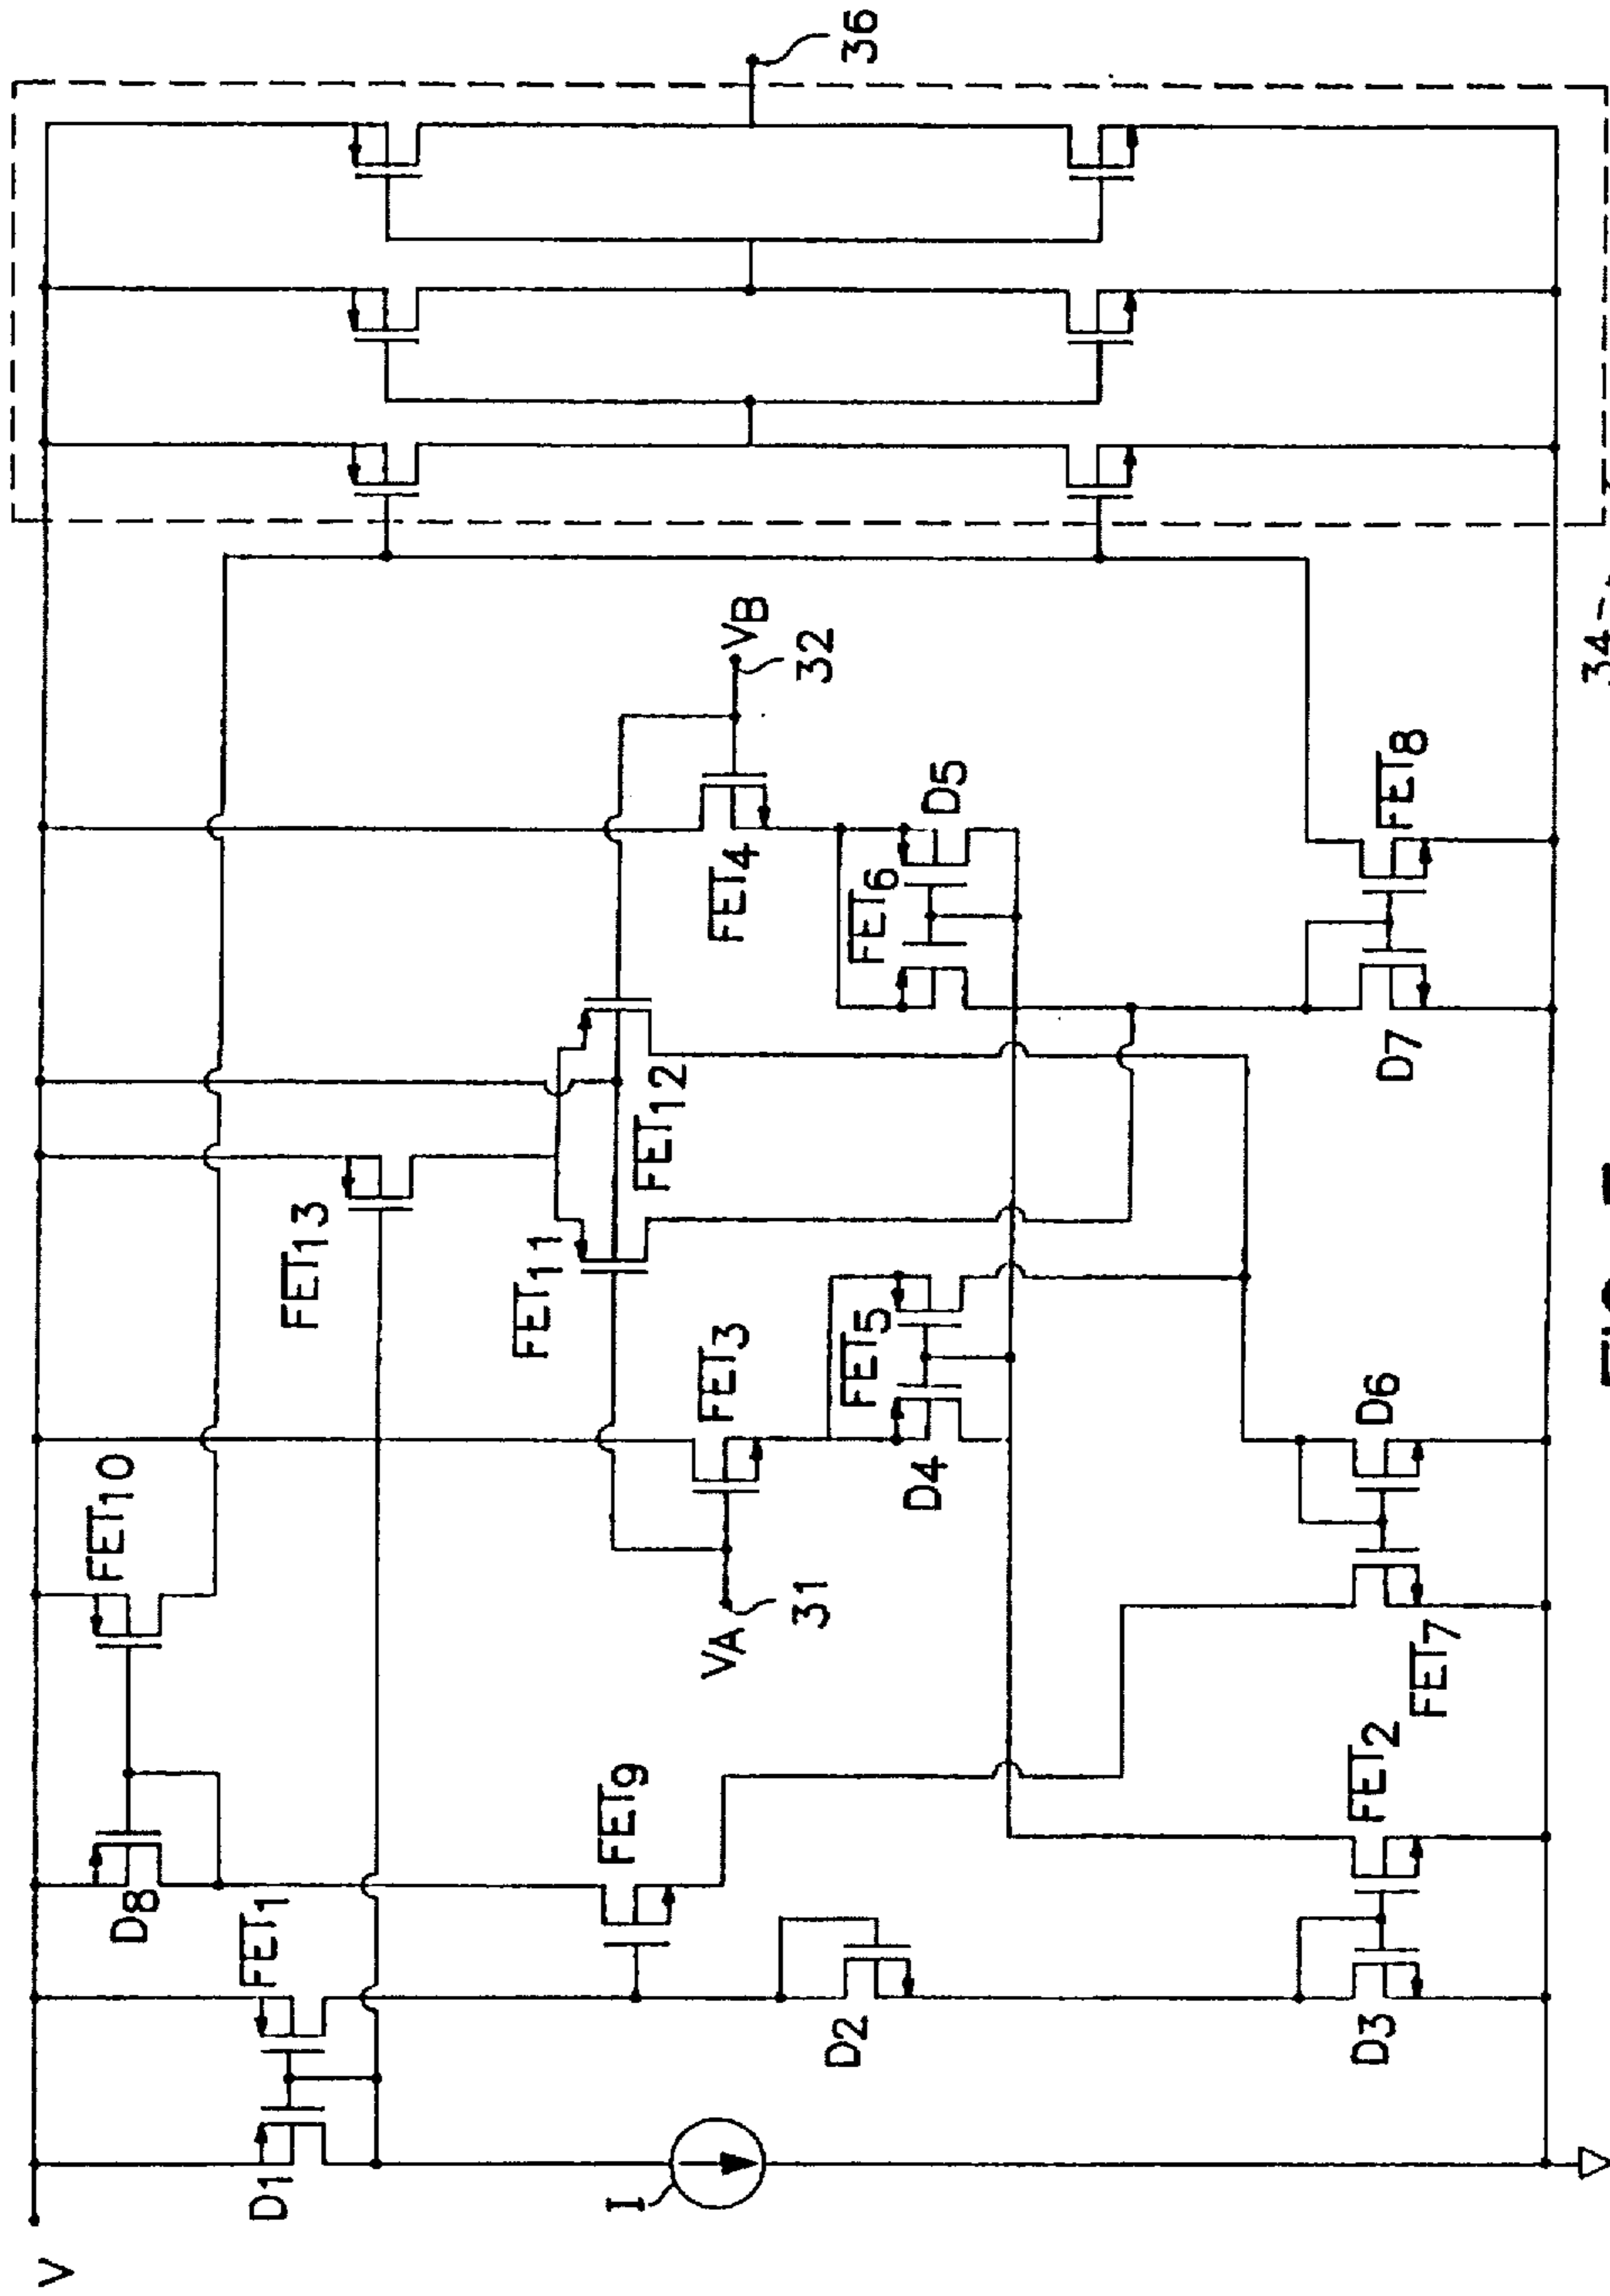 V
D8
FET10
D1
FET1
FET13
36
FET11
FET12
FET9
VA
31
FET3
FET4
VB
32
D2
D4
FET5
FET6
D5
D3
FET2
FET7
D6
D7
FET8
I
34